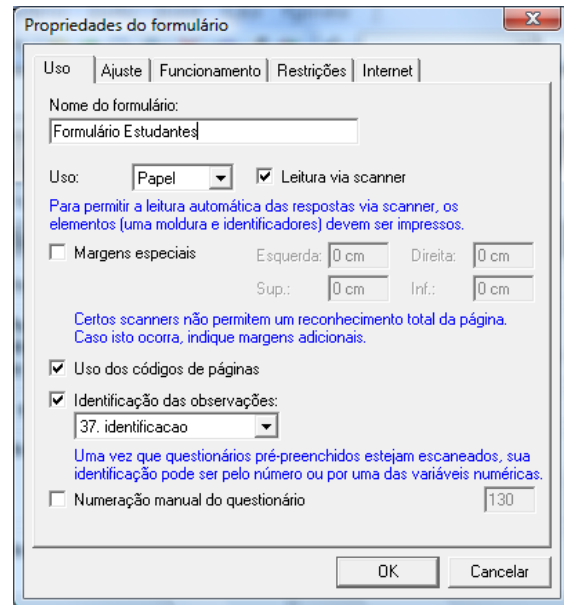 Propriedades do formulário
Uso Ajuste Funcionamento Restrições Internet
Nome do formulário:
Formulário Estudantes
Uso: Papel Leitura via scanner
Para permitir a leitura automática das respostas via scanner, os
elementos (uma moldura e identificadores) devem ser impressos.
Margens especiais Esquerda: 0 cm Direita: 0 cm
Sup.: 0 cm Inf.: 0 cm
Certos scanners não permitem um reconhecimento total da página.
Caso isto ocorra, indique margens adicionais.
Uso dos códigos de páginas
Identificação das observações:
37. identificacao
Uma vez que questionários pré-preenchidos estejam escaneados, sua
identificação pode ser pelo número ou por uma das variáveis numéricas.
Numeração manual do questionário 130
OK Cancelar